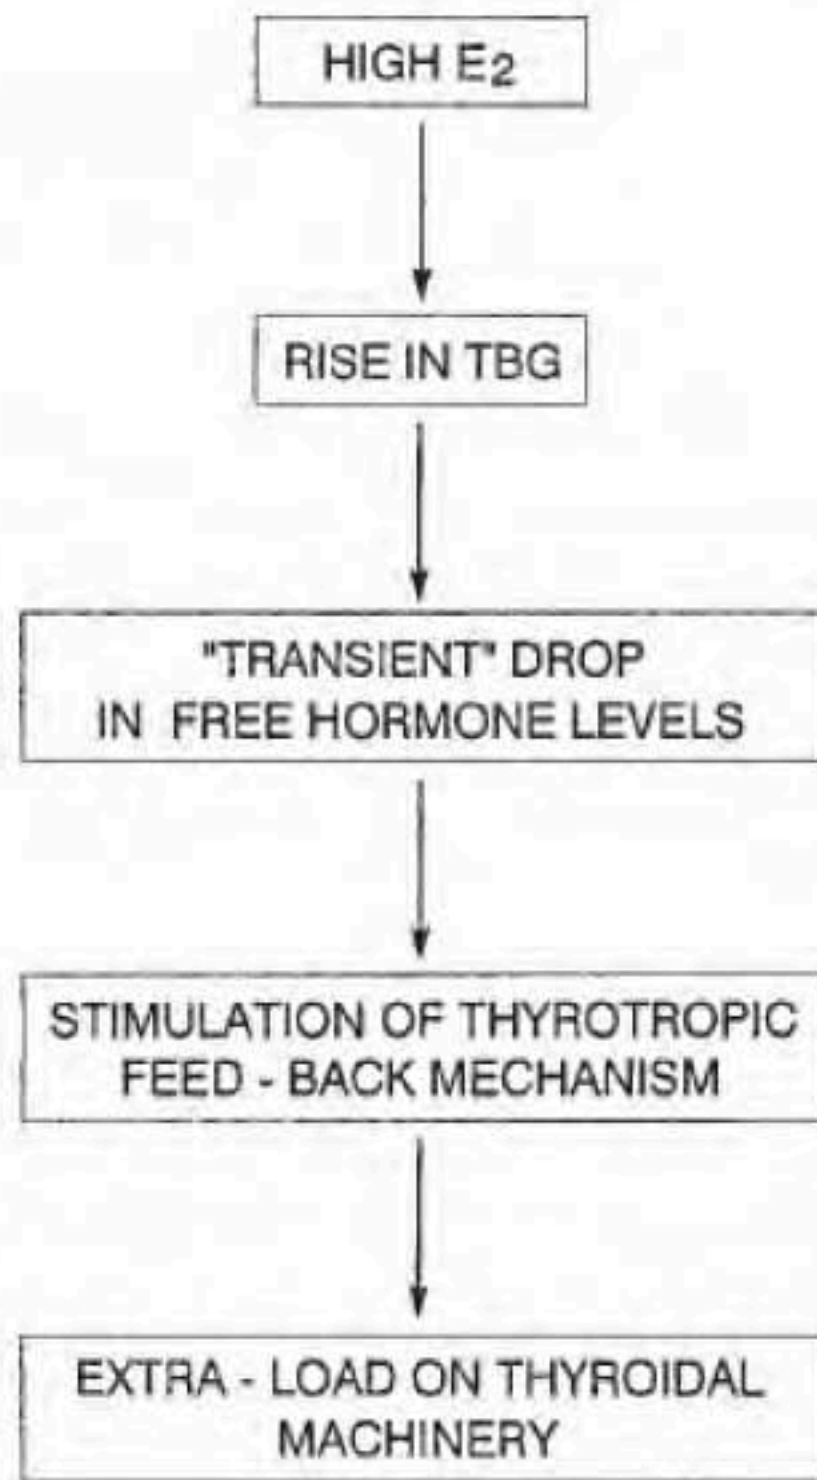 HIGH E2
RISE IN TBG
"TRANSIENT" DROP
IN FREE HORMONE LEVELS
STIMULATION OF THYROTROPIC
FEED - BACK MECHANISM
EXTRA - LOAD ON THYROIDAL
MACHINERY